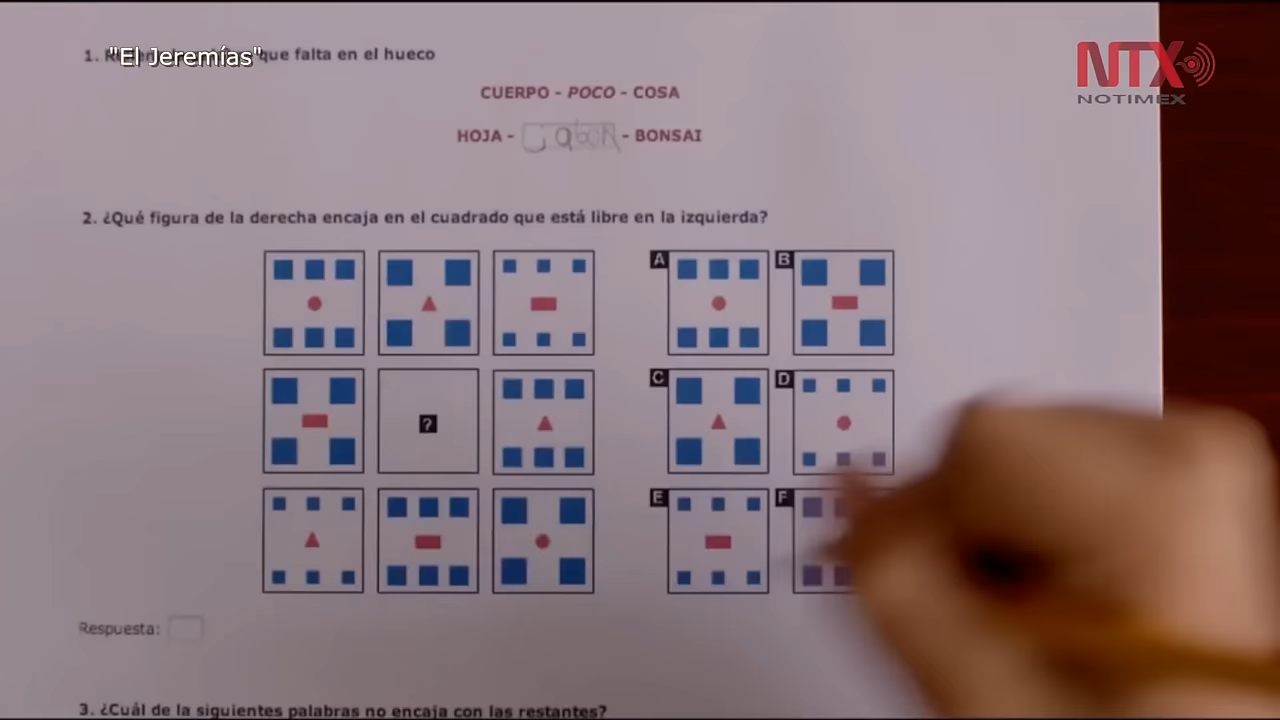 "El Jeremías"
NTX
NOTIMEX
1. que falta en el hueco
CUERPO - POCO - COSA
HOJA - - BONSAI
2. ¿Qué figura de la derecha encaja en el cuadrado que está libre en la izquierda?
A B
? C D
E F
Respuesta:
3. ¿Cuál de la siguientes palabras no encaja con las restantes?